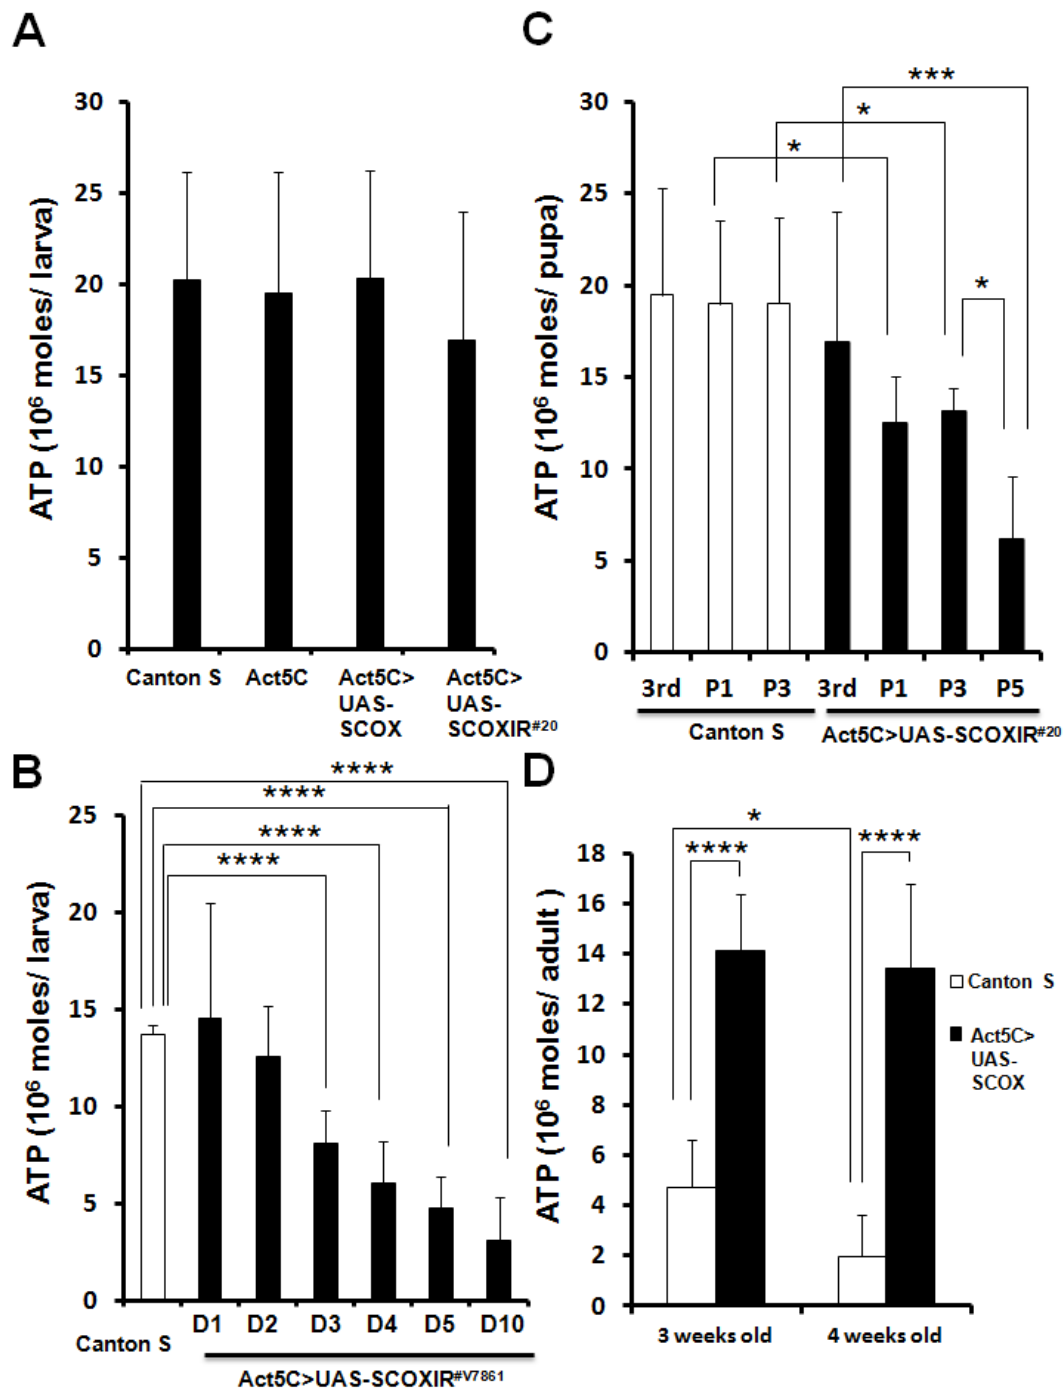 A
ATP (10⁶ moles/ larva)
30
25
20
15
10
5
0
Canton S
Act5C
Act5C>
UAS-
SCOX
Act5C>
UAS-
SCOXIR#20
C
***
*
*
*
ATP (10⁶ moles/ pupa)
30
25
20
15
10
5
0
3rd P1 P3 3rd P1 P3 P5
Canton S
Act5C>UAS-SCOXIR#20
B
****
****
****
****
ATP (10⁶ moles/ larva)
25
20
15
10
5
0
Canton S
D1 D2 D3 D4 D5 D10
Act5C>UAS-SCOXIR#V7861
D
*
****
****
ATP (10⁶ moles/ adult )
18
16
14
12
10
8
6
4
2
0
3 weeks old
4 weeks old
Canton S
Act5C>
UAS-
SCOX